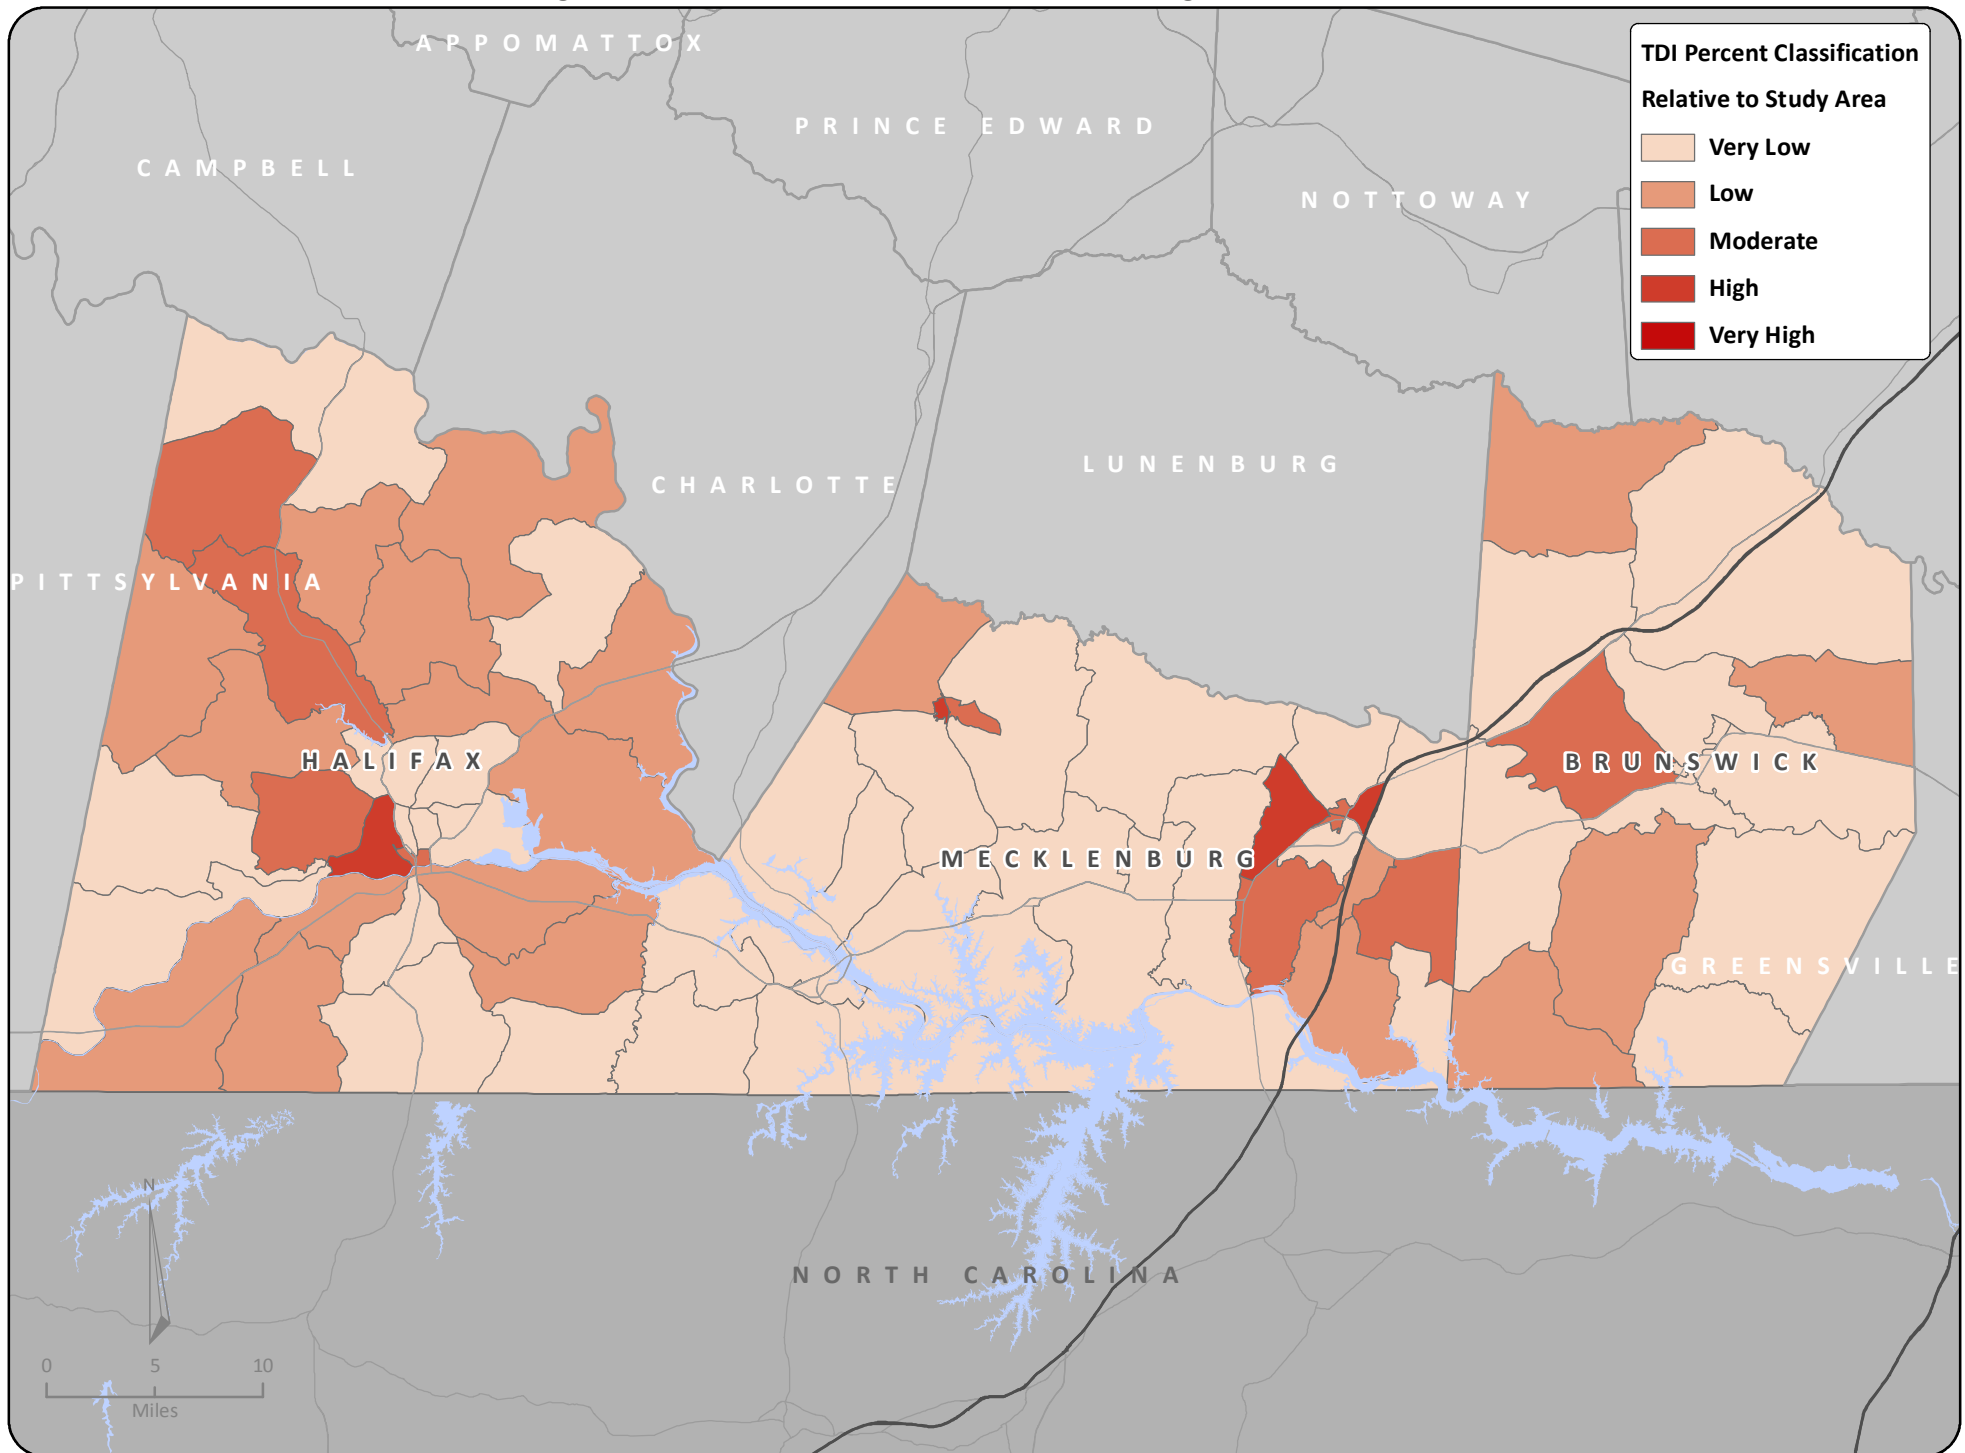 APPOMATTOX
TDI Percent Classification
Relative to Study Area
Very Low
Low
Moderate
High
Very High
PRINCE EDWARD
CAMPBELL
NOTTOWAY
LUNENBURG
CHARLOTTE
PITTSYLVANIA
HALIFAX
BRUNSWICK
MECKLENBURG
GREENSVILLE
N
NORTH CAROLINA
0 5 10
Miles